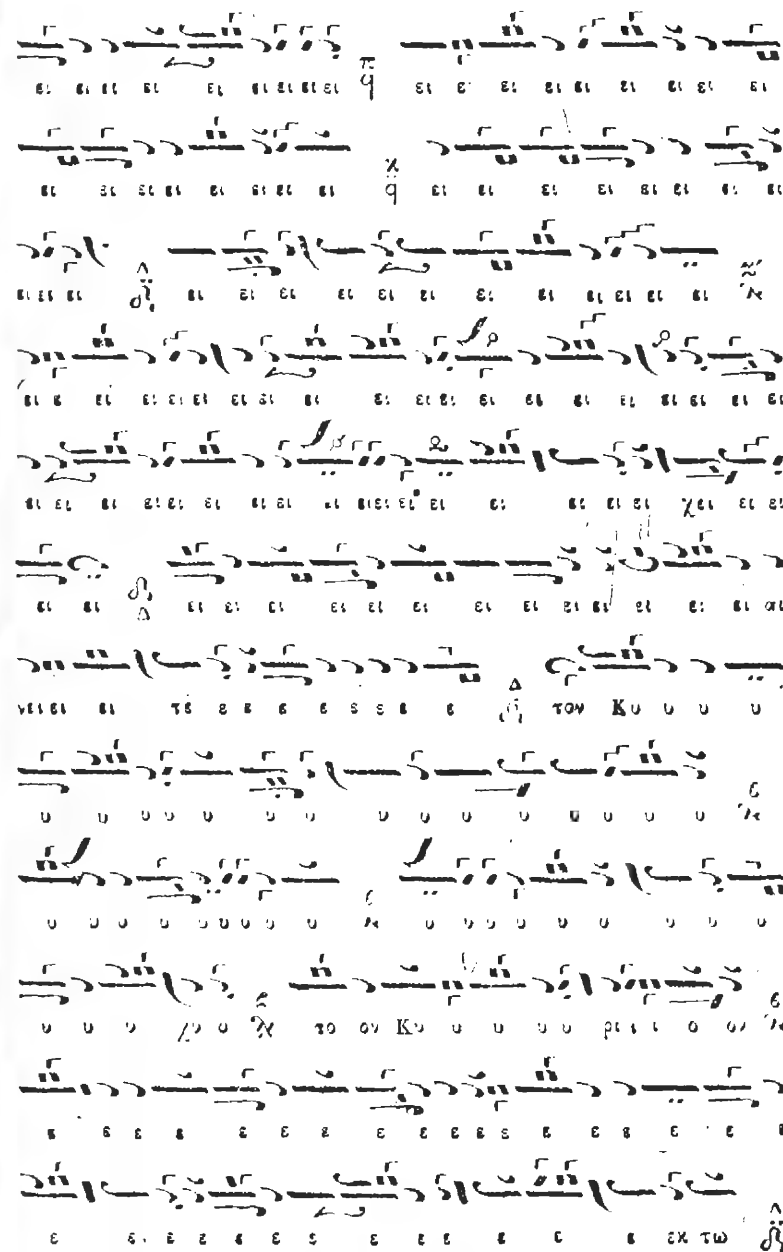 ει ει ει ει ει ει ει ει ει π q ει ε ει ει ει ει ει ει ει
ει ει ει ει ει ει ει ει χ q ει ει ει ει ει ει ει ει
ει ει ει Δ ει ει ει ει ει ει ει ει ει ει ει ει
ει ε ει ει ει ει ει ει ει ει ει ει ει ει ει ει ει ει ει ει
ει ει ει ει ει ει ει ει ει ει ει ει ει ει ει ει χει ει ει
ει ει Δ ει ει ει ει ει ει ει ει ει ει ει ει ει αι
νει ει ει τε ε ε ε ε ε ε ε ε Δ τον Κυ υ υ υ
υ υ υ υ υ υ υ υ υ υ υ υ υ υ
υ υ υ υ υ υ υ υ υ υ υ υ υ υ υ υ υ υ υ υ
υ υ υ χυ υ το ον Κυ υ υ υ υ υ ρι ι ι ο ον
ε ε ε ε ε ε ε ε ε ε ε ε ε ε ε ε ε ε
ε ε ε ε ε ε ε ε ε ε ε ε ε εκ τω